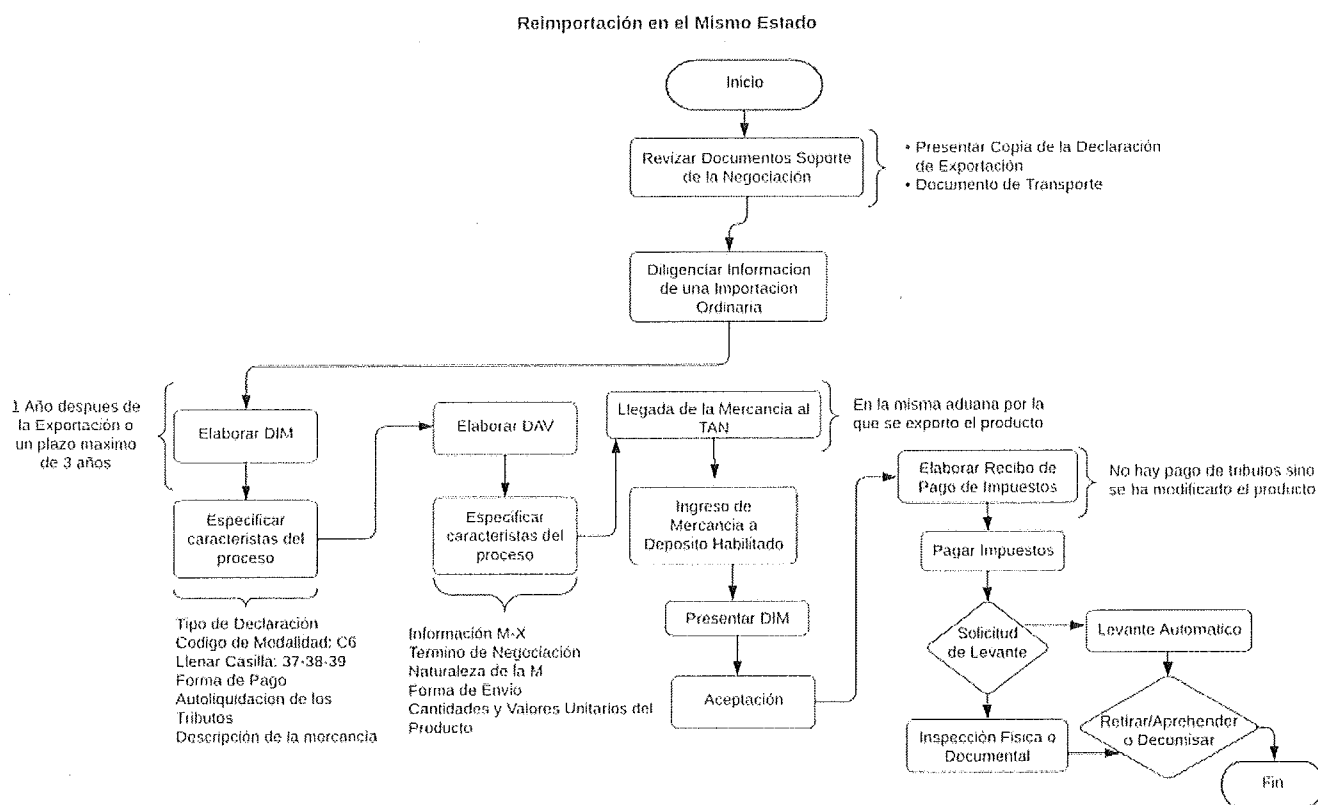 Reimportación en el Mismo Estado
Inicio
Revizar Documentos Soporte
de la Negociación
• Presentar Copia de la Declaración
de Exportación
• Documento de Transporte
Diligenciar Informacion
de una Importacion
Ordinaria
1 Año despues de
la Exportación o
un plazo maximo
de 3 años
Elaborar DIM
Especificar
caracteristas del
proceso
Tipo de Declaración
Codigo de Modalidad: C6
Llenar Casilla: 37-38-39
Forma de Pago
Autoliquidacion de los
Tributos
Descripción de la mercancia
Elaborar DAV
Especificar
caracteristas del
proceso
Información M-X
Termino de Negociación
Naturaleza de la M
Forma de Envio
Cantidades y Valores Unitarios del
Producto
Llegada de la Mercancia al
TAN
En la misma aduana por la
que se exporto el producto
Ingreso de
Mercancia a
Deposito Habilitado
Presentar DIM
Aceptación
Elaborar Recibo de
Pago de Impuestos
No hay pago de tributos sino
se ha modificado el producto
Pagar Impuestos
Solicitud
de Levante
Levante Automatico
Inspección Fisica o
Documental
Retirar/Aprehender
o Decomisar
Fin